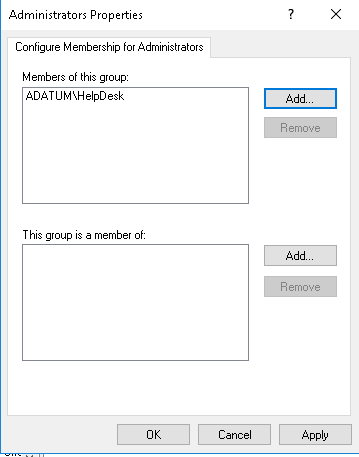 Administrators Properties
Configure Membership for Administrators
Members of this group:
ADATUM\HelpDesk
Add...
Remove
This group is a member of:
Add...
Remove
OK
Cancel
Apply